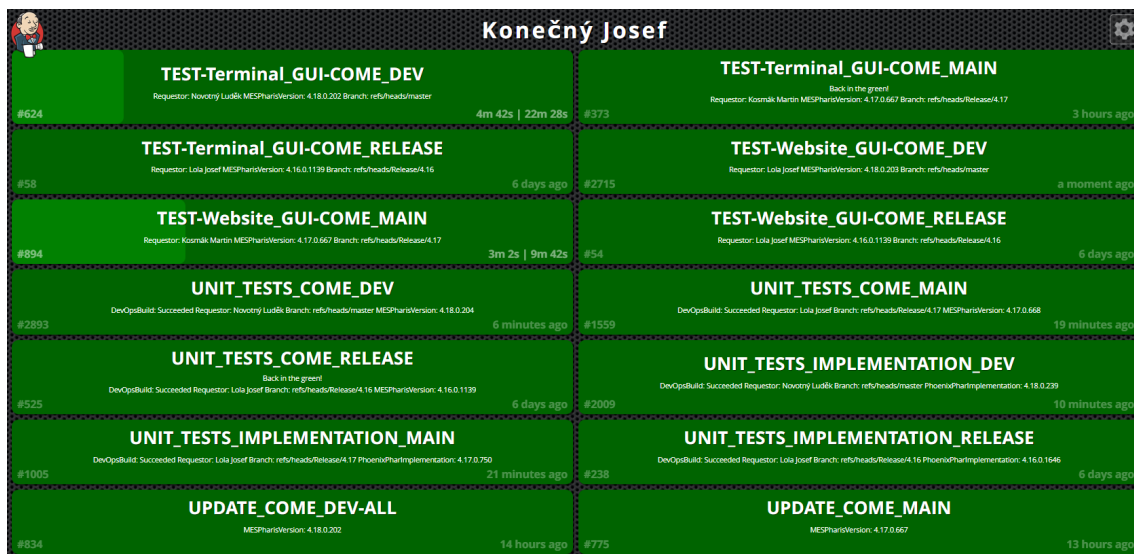 Konečný Josef
TEST-Terminal_GUI-COME_DEV
Requestor: Novotný Luděk MESPharisVersion: 4.18.0.202 Branch: refs/heads/master
#624
4m 42s | 22m 28s
TEST-Terminal_GUI-COME_MAIN
Back in the green!
Requestor: Kosmák Martin MESPharisVersion: 4.17.0.667 Branch: refs/heads/Release/4.17
#373
3 hours ago
TEST-Terminal_GUI-COME_RELEASE
Requestor: Lola Josef MESPharisVersion: 4.16.0.1139 Branch: refs/heads/Release/4.16
#58
6 days ago
TEST-Website_GUI-COME_DEV
Requestor: Lola Josef MESPharisVersion: 4.18.0.203 Branch: refs/heads/master
#2715
a moment ago
TEST-Website_GUI-COME_MAIN
Requestor: Kosmák Martin MESPharisVersion: 4.17.0.667 Branch: refs/heads/Release/4.17
#894
3m 2s | 9m 42s
TEST-Website_GUI-COME_RELEASE
Requestor: Lola Josef MESPharisVersion: 4.16.0.1139 Branch: refs/heads/Release/4.16
#54
6 days ago
UNIT_TESTS_COME_DEV
DevOpsBuild: Succeeded Requestor: Novotný Luděk Branch: refs/heads/master MESPharisVersion: 4.18.0.204
#2893
6 minutes ago
UNIT_TESTS_COME_MAIN
DevOpsBuild: Succeeded Requestor: Lola Josef Branch: refs/heads/Release/4.17 MESPharisVersion: 4.17.0.668
#1559
19 minutes ago
UNIT_TESTS_COME_RELEASE
Back in the green!
DevOpsBuild: Succeeded Requestor: Lola Josef Branch: refs/heads/Release/4.16 MESPharisVersion: 4.16.0.1139
#525
6 days ago
UNIT_TESTS_IMPLEMENTATION_DEV
DevOpsBuild: Succeeded Requestor: Novotný Luděk Branch: refs/heads/master PhoenixPharImplementation: 4.18.0.239
#2009
10 minutes ago
UNIT_TESTS_IMPLEMENTATION_MAIN
DevOpsBuild: Succeeded Requestor: Lola Josef Branch: refs/heads/Release/4.17 PhoenixPharImplementation: 4.17.0.750
#1005
21 minutes ago
UNIT_TESTS_IMPLEMENTATION_RELEASE
DevOpsBuild: Succeeded Requestor: Lola Josef Branch: refs/heads/Release/4.16 PhoenixPharImplementation: 4.16.0.1646
#238
6 days ago
UPDATE_COME_DEV-ALL
MESPharisVersion: 4.18.0.202
#834
14 hours ago
UPDATE_COME_MAIN
MESPharisVersion: 4.17.0.667
#775
13 hours ago